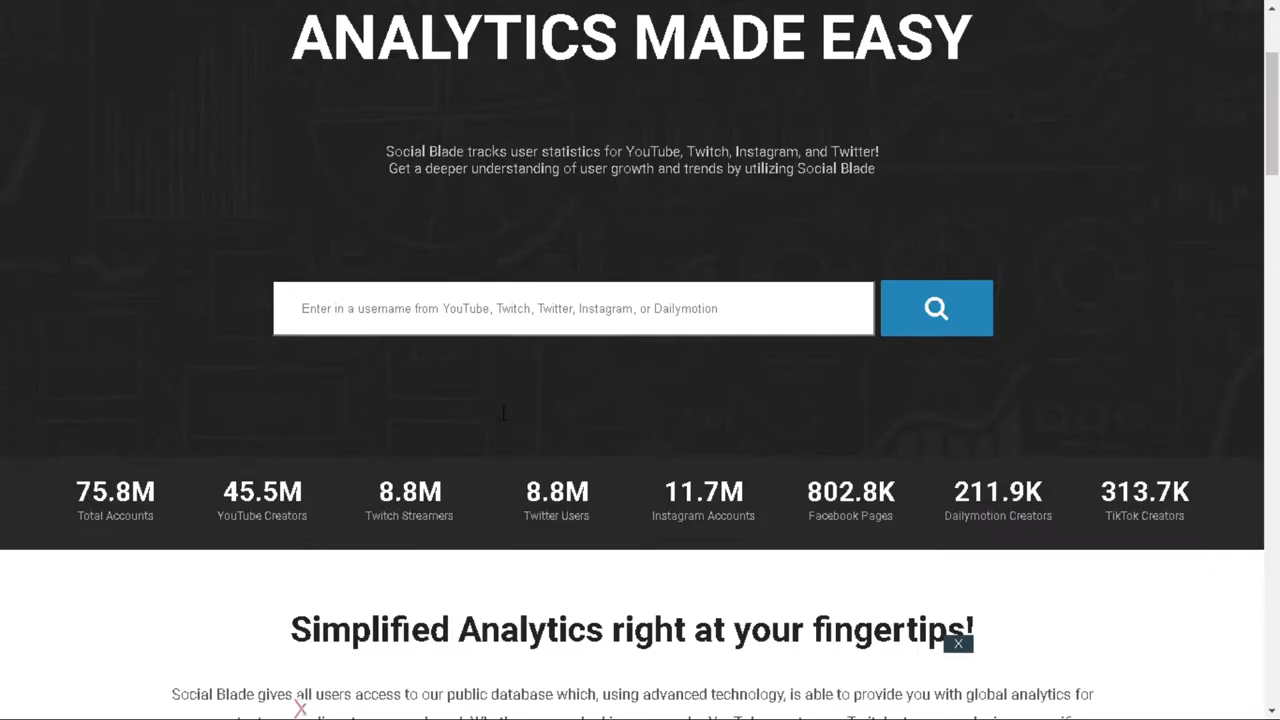 ANALYTICS MADE EASY
Social Blade tracks user statistics for YouTube, Twitch, Instagram, and Twitter!
Get a deeper understanding of user growth and trends by utilizing Social Blade
Enter in a username from YouTube, Twitch, Twitter, Instagram, or Dailymotion
75.8M 45.5M 8.8M 8.8M 11.7M 802.8K 211.9K 313.7K
Total Accounts YouTube Creators Twitch Streamers Twitter Users Instagram Accounts Facebook Pages Dailymotion Creators TikTok Creators
Simplified Analytics right at your fingertips!
X
Social Blade gives all users access to our public database which, using advanced technology, is able to provide you with global analytics for
X